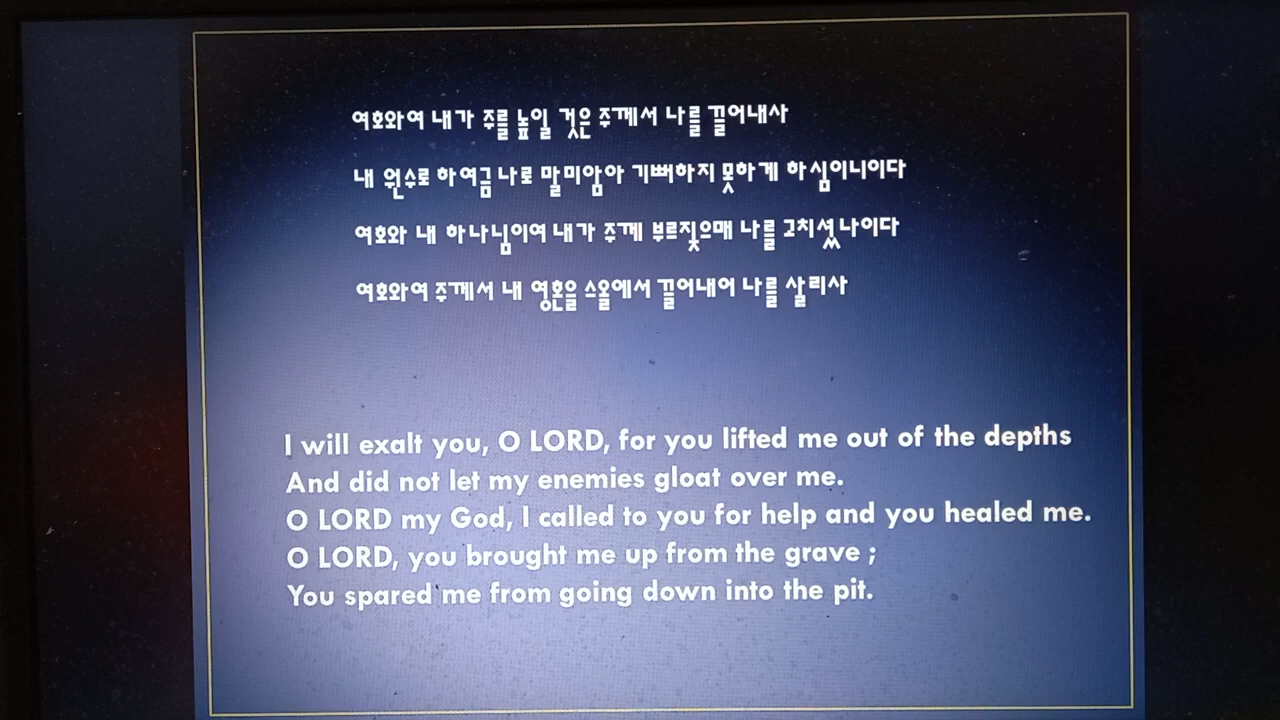 여호와여 내가 주를 높일 것은 주께서 나를 끌어내사
내 원수로 하여금 나로 말미암아 기뻐하지 못하게 하심이니이다
여호와 내 하나님이여 내가 주께 부르짖으매 나를 고치셨나이다
여호와여 주께서 내 영혼을 스올에서 끌어내어 나를 살리사
I will exalt you, O LORD, for you lifted me out of the depths
And did not let my enemies gloat over me.
O LORD my God, I called to you for help and you healed me.
O LORD, you brought me up from the grave ;
You spared me from going down into the pit.